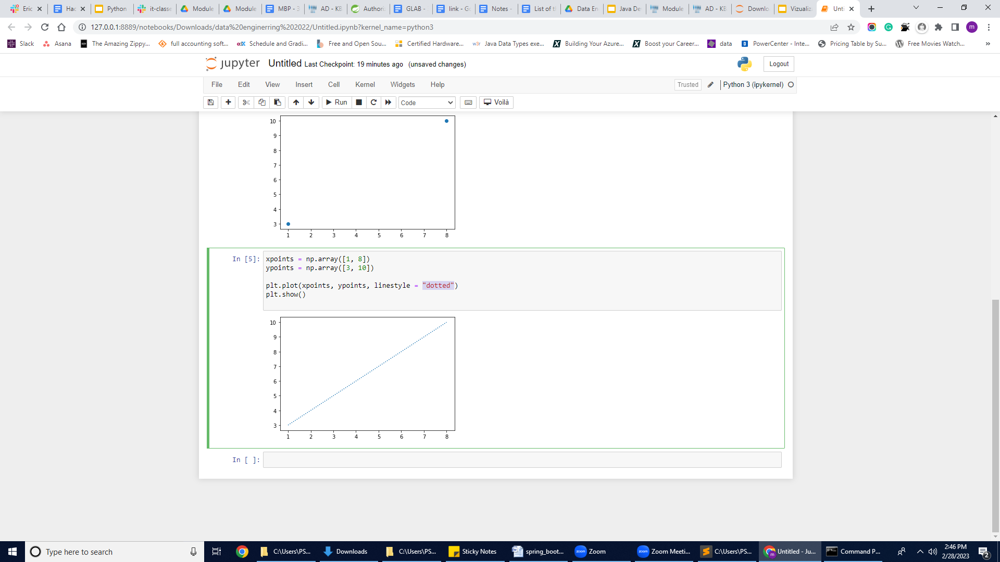 Eric
Hac
Python
it-classe
Module
Module
MBP - 3
AD - KB
Authori
GLAB -
link - Go
Notes -
List of t
Data En
Java De
Module
AD - KB
Downlo
Vizualiz
Unti
127.0.0.1:8889/notebooks/Downloads/data%20enginerring%202022/Untitled.ipynb?kernel_name=python3
Slack
Asana
The Amazing Zippy...
full accounting soft...
edX Schedule and Gradi...
Free and Open Sou...
Certified Hardware...
w3r Java Data Types exe...
Building Your Azure...
Boost your Career...
data
PowerCenter - Inte...
Pricing Table by Su...
Free Movies Watch...
»
jupyter Untitled Last Checkpoint: 19 minutes ago (unsaved changes)
Logout
File Edit View Insert Cell Kernel Widgets Help
Trusted
Python 3 (ipykernel)
Run
Code
Voilà
10
9
8
7
6
5
4
3
1 2 3 4 5 6 7 8
In [5]:
xpoints = np.array([1, 8])
ypoints = np.array([3, 10])
plt.plot(xpoints, ypoints, linestyle = "dotted")
plt.show()
10
9
8
7
6
5
4
3
1 2 3 4 5 6 7 8
In [ ]:
Type here to search
C:\Users\PS...
Downloads
C:\Users\PS...
Sticky Notes
spring_boot...
zoom Zoom
zoom Zoom Meeti...
C:\Users\PS...
Untitled - Ju...
Command P...
2:46 PM
2/28/2023
2